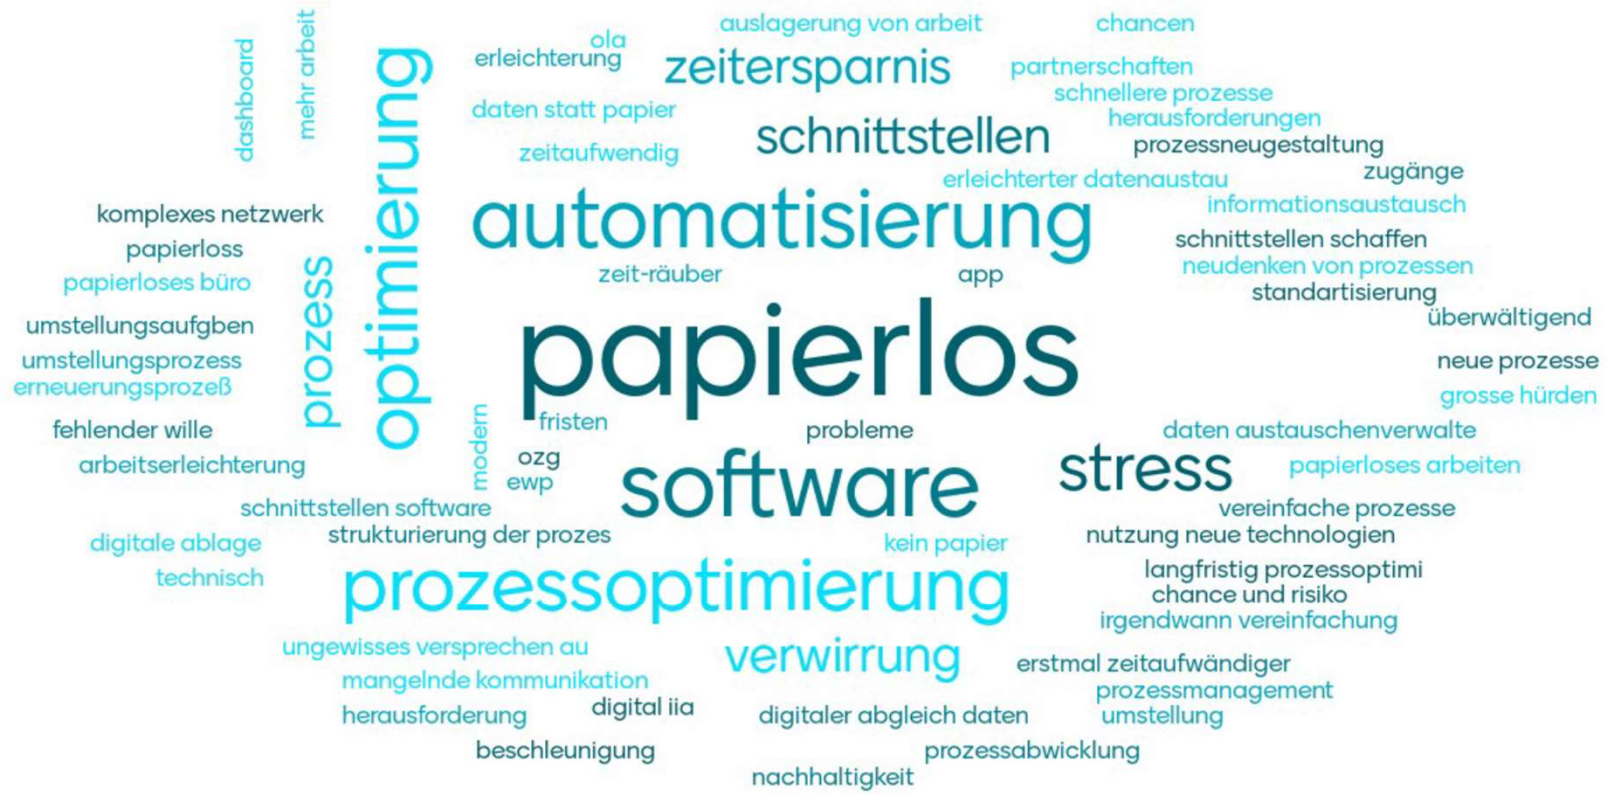 dashboard
mehr arbeit
optimierung
ola
erleichterung
auslagerung von arbeit
chancen
zeitersparnis
partnerschaften
schnellere prozesse
daten statt papier
herausforderungen
schnittstellen
prozessneugestaltung
zeitaufwendig
zugänge
erleichterter datenaustau
informationsaustausch
komplexes netzwerk
automatisierung
schnittstellen schaffen
papierloss
neudenken von prozessen
zeit-räuber
app
papierloses büro
standartisierung
prozess
überwältigend
umstellungsaufgben
papierlos
umstellungsprozess
neue prozesse
erneuerungsprozeß
grosse hürden
modern
fristen
fehlender wille
probleme
daten austauschenverwalte
ozg
arbeitserleichterung
stress
papierloses arbeiten
ewp
software
schnittstellen software
vereinfache prozesse
strukturierung der prozes
nutzung neue technologien
digitale ablage
kein papier
technisch
langfristig prozessoptimi
prozessoptimierung
chance und risiko
irgendwann vereinfachung
ungewisses versprechen au
verwirrung
erstmal zeitaufwändiger
mangelnde kommunikation
prozessmanagement
digital iia
herausforderung
digitaler abgleich daten
umstellung
beschleunigung
prozessabwicklung
nachhaltigkeit